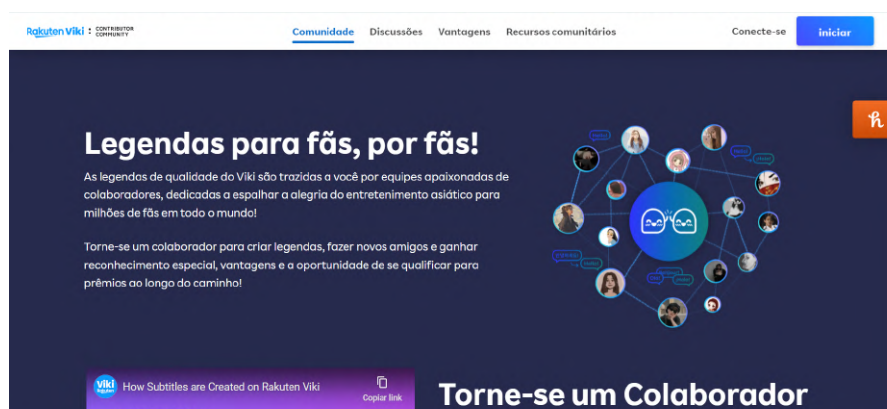 Rakuten Viki : CONTRIBUTOR COMMUNITY
Comunidade Discussões Vantagens Recursos comunitários Conecte-se iniciar
Legendas para fãs, por fãs!
As legendas de qualidade do Viki são trazidas a você por equipes apaixonadas de
colaboradores, dedicadas a espalhar a alegria do entretenimento asiático para
milhões de fãs em todo o mundo!
Torne-se um colaborador para criar legendas, fazer novos amigos e ganhar
reconhecimento especial, vantagens e a oportunidade de se qualificar para
prêmios ao longo do caminho!
Viki
Rakuten
How Subtitles are Created on Rakuten Viki
Copiar link
Torne-se um Colaborador